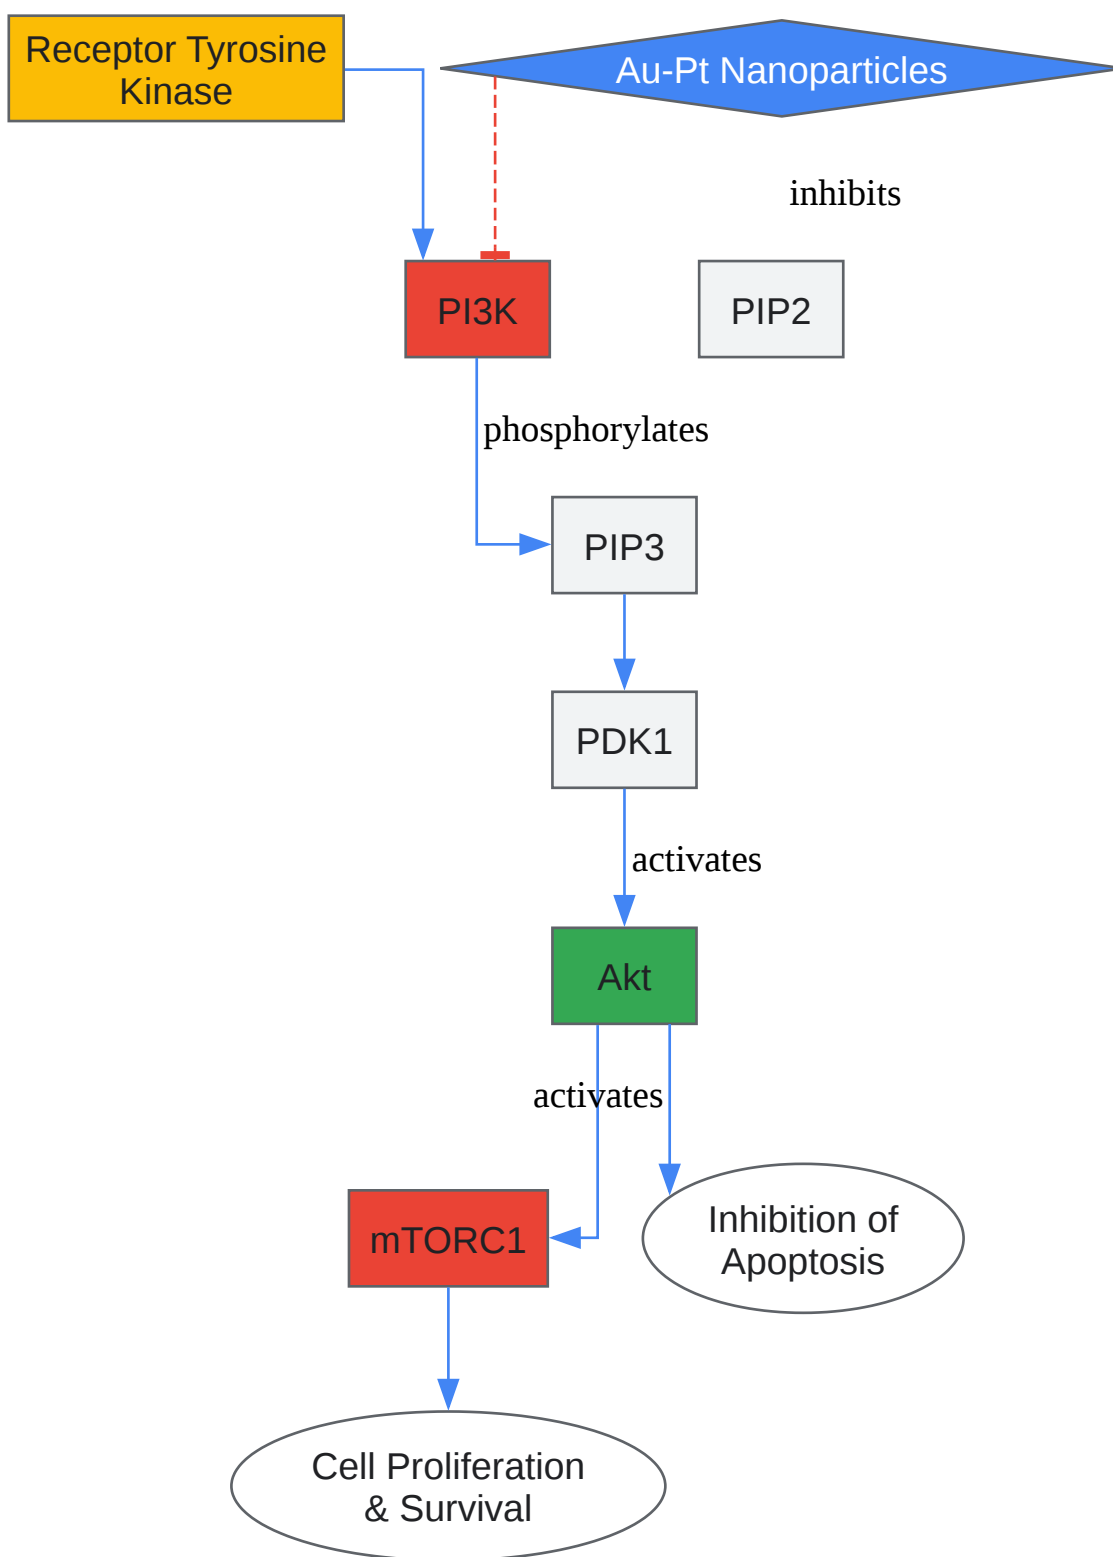 Receptor Tyrosine
Kinase
Au-Pt Nanoparticles
inhibits
PI3K
PIP2
phosphorylates
PIP3
PDK1
activates
Akt
activates
mTORC1
Inhibition of
Apoptosis
Cell Proliferation
& Survival